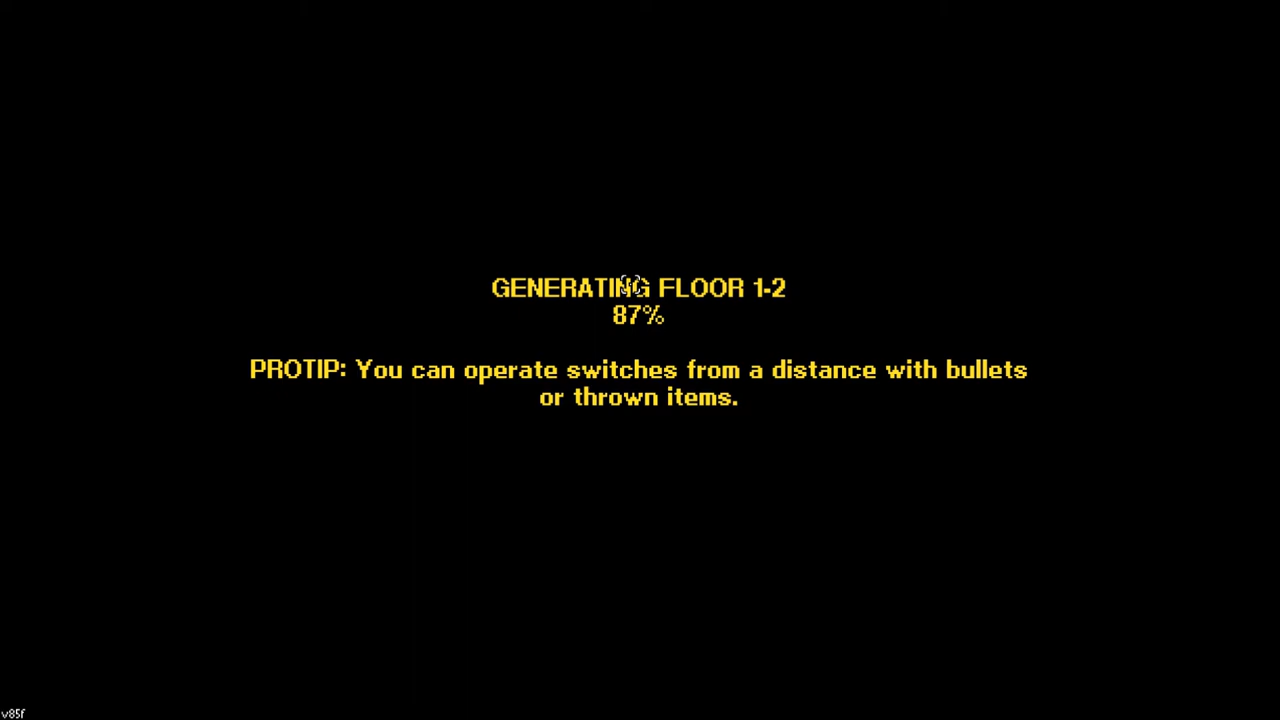 GENERATING FLOOR 1-2
87%
PROTIP: You can operate switches from a distance with bullets
or thrown items.
v85f